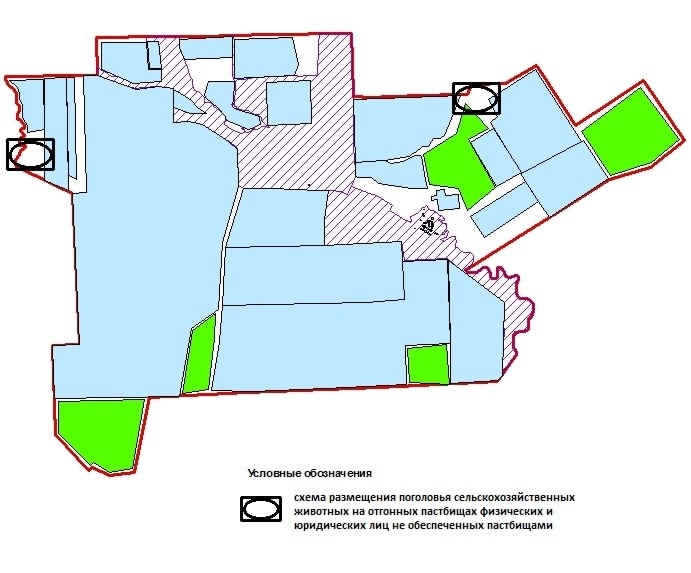 Условные обозначения
схема размещения поголовья сельскохозяйственных
животных на отгонных пастбищах физических и
юридических лиц не обеспеченных пастбищами